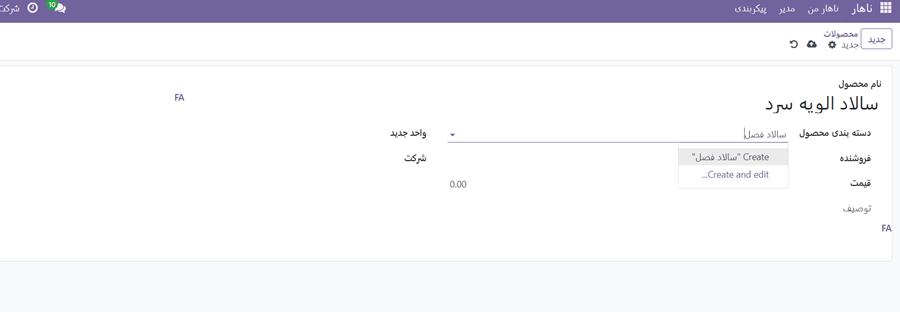 ناهار ناهار من مدیر پیکربندی 10 شرکت
جدید محصولات
جدید
نام محصول
سالاد الویه سرد FA
دسته بندی محصول سالاد فصل واحد جدید
فروشنده Create "سالاد فصل" شرکت
قیمت Create and edit... 0.00
توصیف
FA